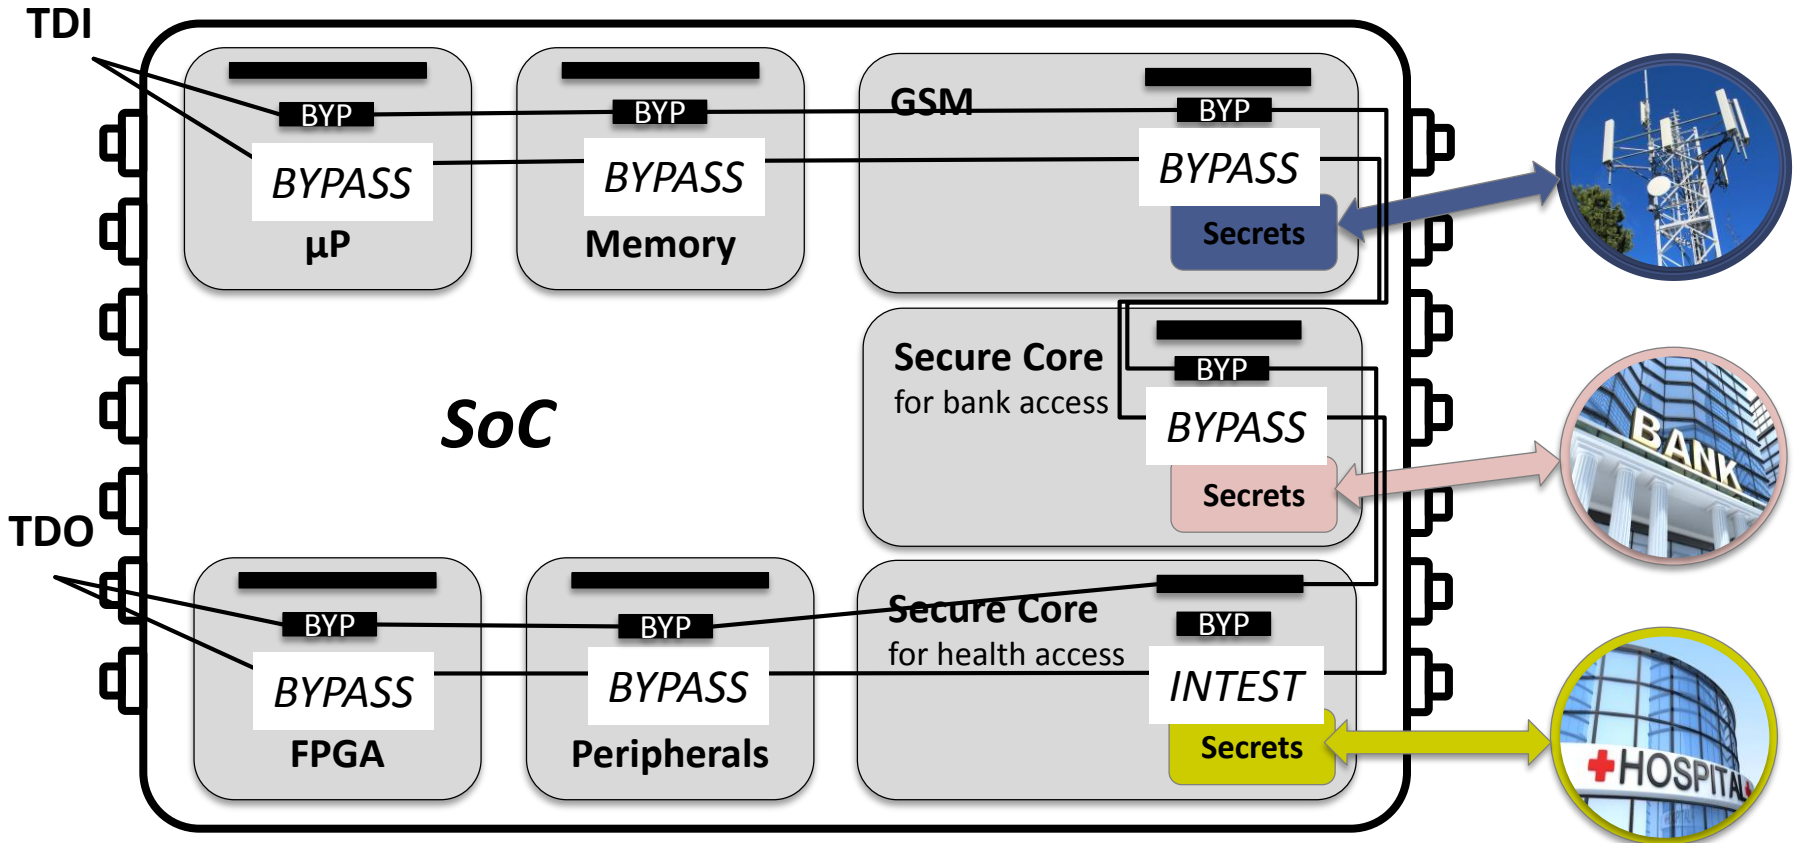 TDI
BYP
BYPASS
µP
BYP
BYPASS
Memory
GSM
BYP
BYPASS
Secrets
Secure Core
for bank access
BYP
BYPASS
Secrets
BANK
SoC
TDO
BYP
BYPASS
FPGA
BYP
BYPASS
Peripherals
Secure Core
for health access
BYP
INTEST
Secrets
HOSPITAL